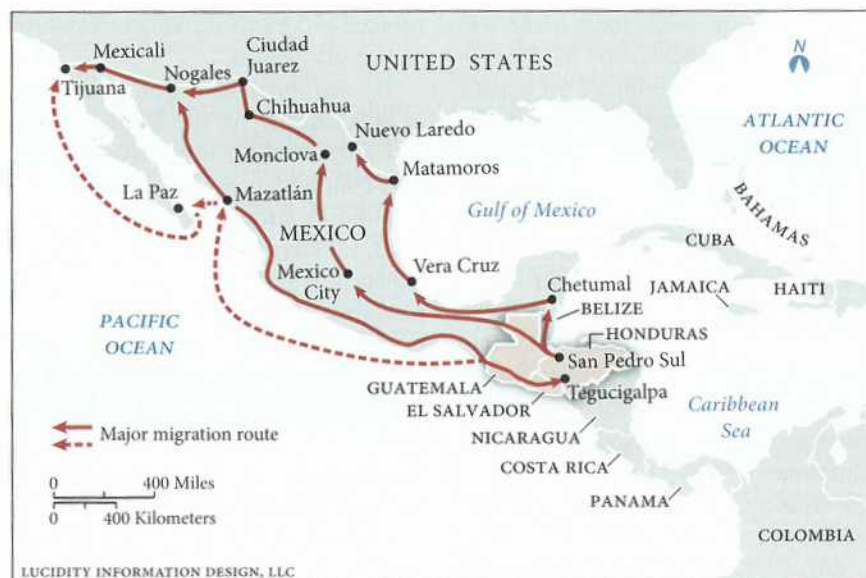 Mexicali
Tijuana
Nogales
Ciudad
Juarez
UNITED STATES
N
Chihuahua
Nuevo Laredo
ATLANTIC
OCEAN
Monclova
Matamoros
La Paz
Mazatlán
Gulf of Mexico
BAHAMAS
MEXICO
CUBA
Mexico
City
Vera Cruz
Chetumal
JAMAICA
HAITI
BELIZE
PACIFIC
OCEAN
HONDURAS
San Pedro Sul
GUATEMALA
Tegucigalpa
EL SALVADOR
Caribbean
Sea
NICARAGUA
Major migration route
COSTA RICA
0 400 Miles
0 400 Kilometers
PANAMA
COLOMBIA
LUCIDITY INFORMATION DESIGN, LLC